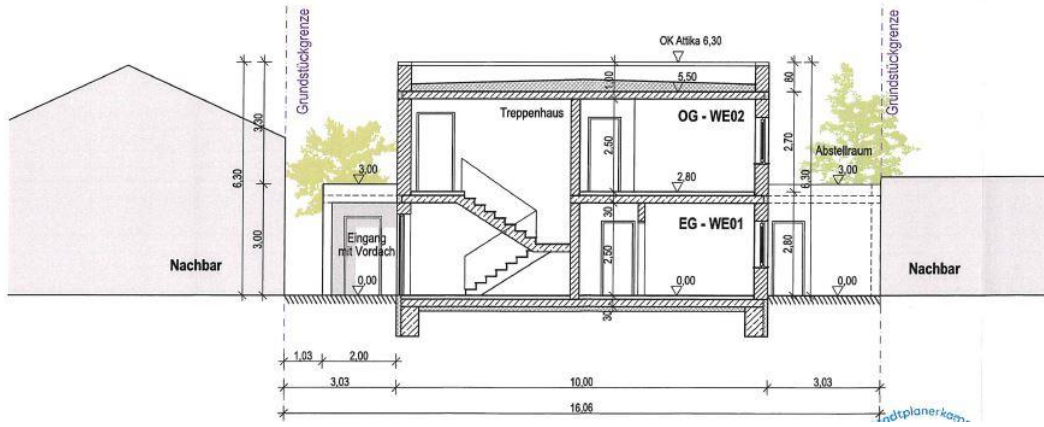 Grundstückgrenze
Grundstückgrenze
OK Attika 6,30
5,50
1,00
80
Treppenhaus
OG - WE02
2,50
2,70
2,80
Abstellraum
3,00
3,00
6,30
3,30
3,00
6,30
30
EG - WE01
2,50
2,80
Eingang
mit Vordach
0,00
0,00
0,00
Nachbar
Nachbar
30
1,03
2,00
3,03
10,00
3,03
16,06